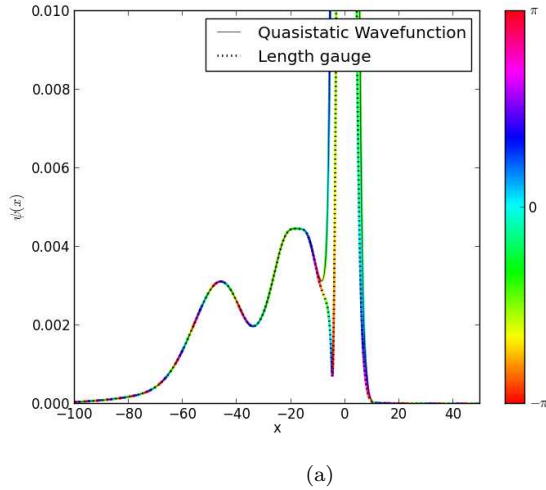 Quasistatic Wavefunction
Length gauge
0.010
0.008
0.006
0.004
0.002
0.000
ψ(x)
−100 −80 −60 −40 −20 0 20 40
x
π
0
−π
(a)